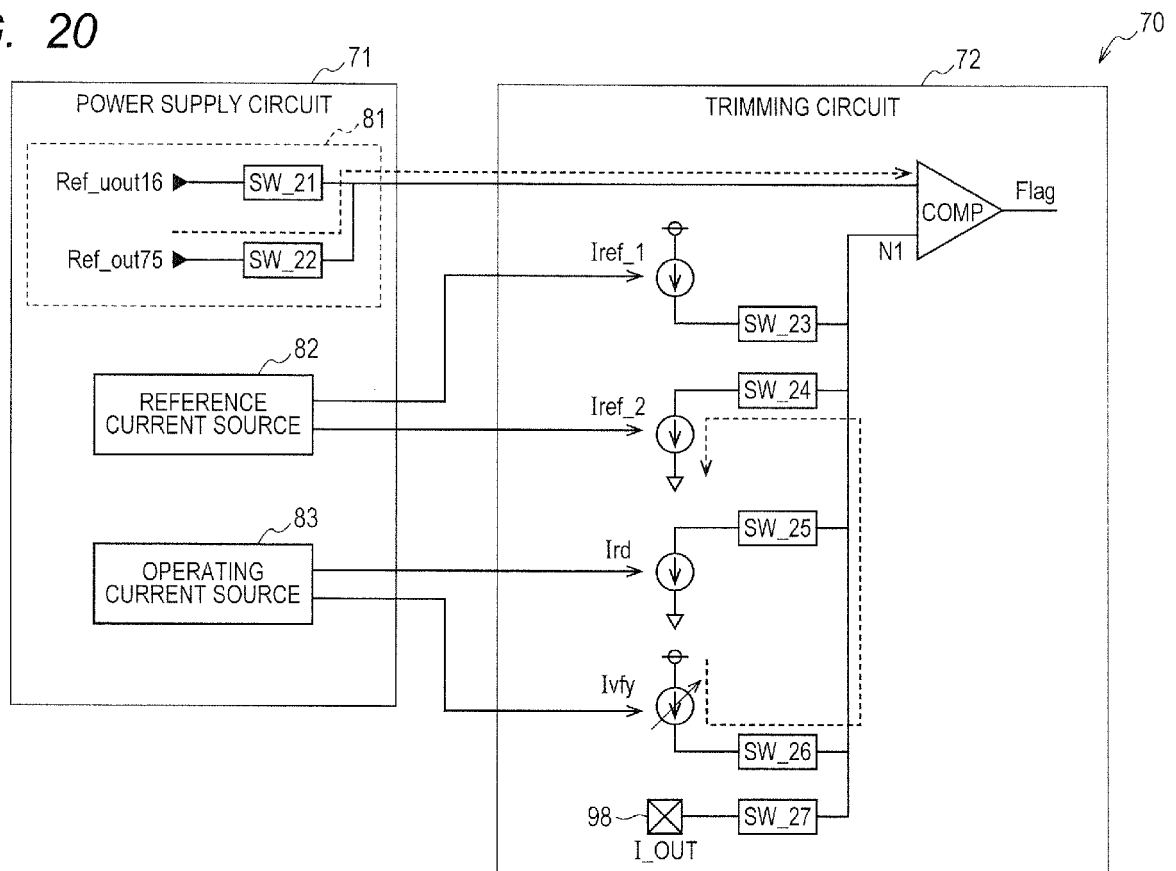 G. 20
70
71
72
POWER SUPPLY CIRCUIT
TRIMMING CIRCUIT
81
Ref_uout16
SW_21
COMP
Flag
Ref_out75
SW_22
N1
Iref_1
SW_23
82
REFERENCE
CURRENT SOURCE
SW_24
Iref_2
83
SW_25
OPERATING
CURRENT SOURCE
Ird
Ivfy
SW_26
98
SW_27
I_OUT